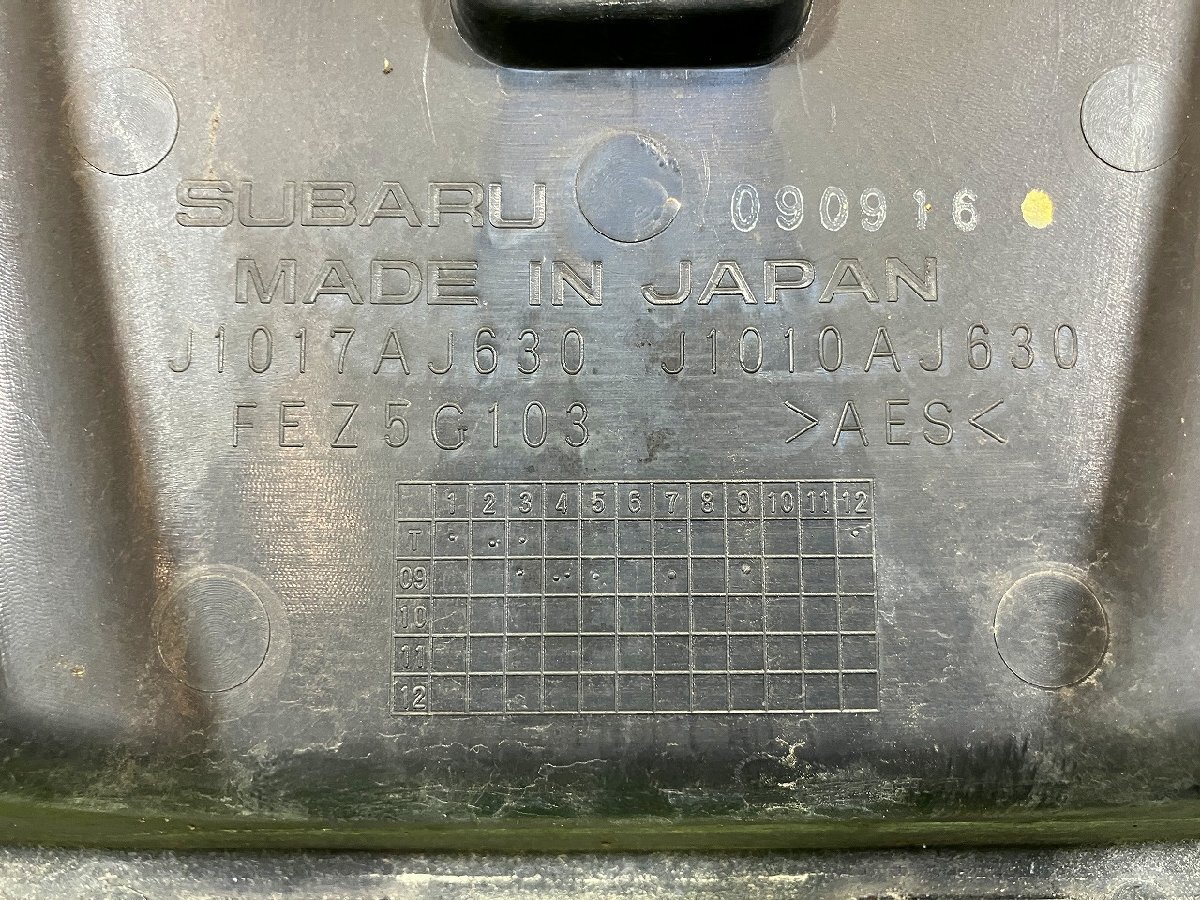 SUBARU 090916
MADE IN JAPAN
J1017AJ630 J1010AJ630
FEZ5G103 >AES<
1 2 3 4 5 6 7 8 9 10 11 12
T
09
10
11
12